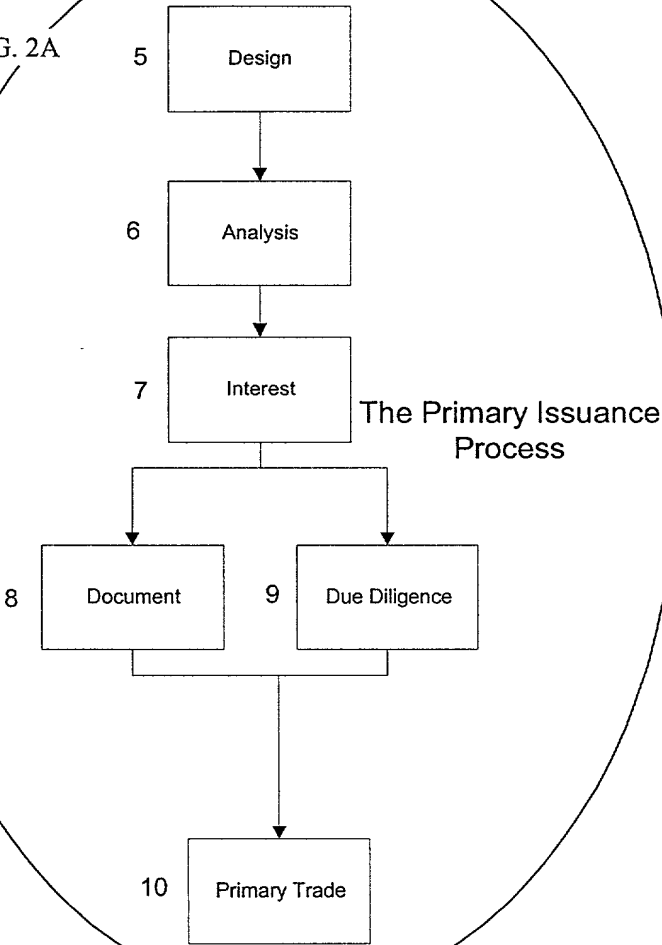 G. 2A
5
Design
6
Analysis
7
Interest
The Primary Issuance
Process
8
Document
9
Due Diligence
10
Primary Trade